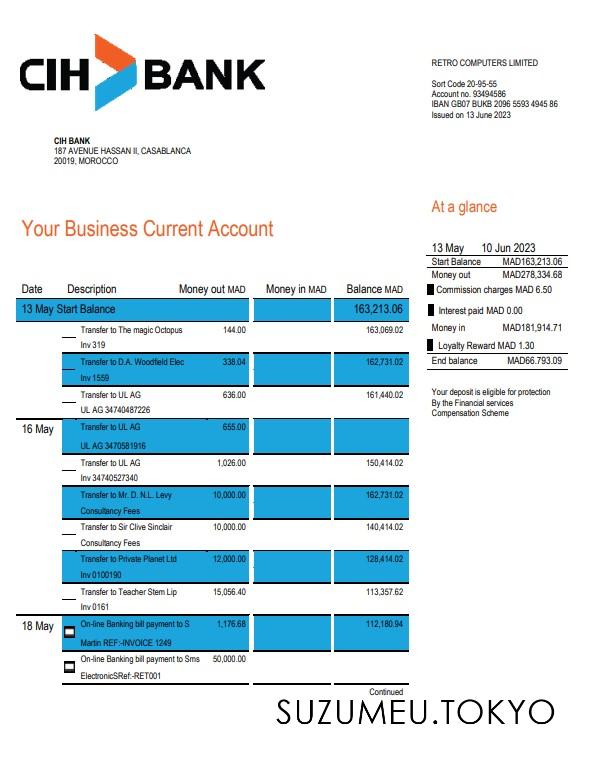 CIH BANK
RETRO COMPUTERS LIMITED
Sort Code 20-95-55
Account no. 93494586
IBAN GB07 BUKB 2096 5593 4945 86
Issued on 13 June 2023
CIH BANK
187 AVENUE HASSAN II, CASABLANCA
20019, MOROCCO
At a glance
13 May 10 Jun 2023
Start Balance MAD163,213.06
Money out MAD278,334.68
Commission charges MAD 6.50
Interest paid MAD 0.00
Money in MAD181,914.71
Loyalty Reward MAD 1.30
End balance MAD66.793.09
Your deposit is eligible for protection
By the Financial services
Compensation Scheme
Your Business Current Account
Date Description Money out MAD Money in MAD Balance MAD
13 May Start Balance 163,213.06
Transfer to The magic Octopus 144.00 163,069.02
Inv 319
Transfer to D.A. Woodfield Elec 338.04 162,731.02
Inv 1559
Transfer to UL AG 636.00 161,440.02
UL AG 34740487226
16 May Transfer to UL AG 655.00
UL AG 3470581916
Transfer to UL AG 1,026.00 150,414.02
Inv 34740527340
Transfer to Mr. D. N.L. Levy 10,000.00 162,731.02
Consultancy Fees
Transfer to Sir Clive Sinclair 10,000.00 140,414.02
Consultancy Fees
Transfer to Private Planet Ltd 12,000.00 128,414.02
Inv 0100190
Transfer to Teacher Stem Lip 15,056.40 113,357.62
Inv 0161
18 May On-line Banking bill payment to S 1,176.68 112,180.94
Martin REF:-INVOICE 1249
On-line Banking bill payment to Sms 50,000.00
ElectronicSRef:-RET001
Continued
SUZUMEU.TOKYO